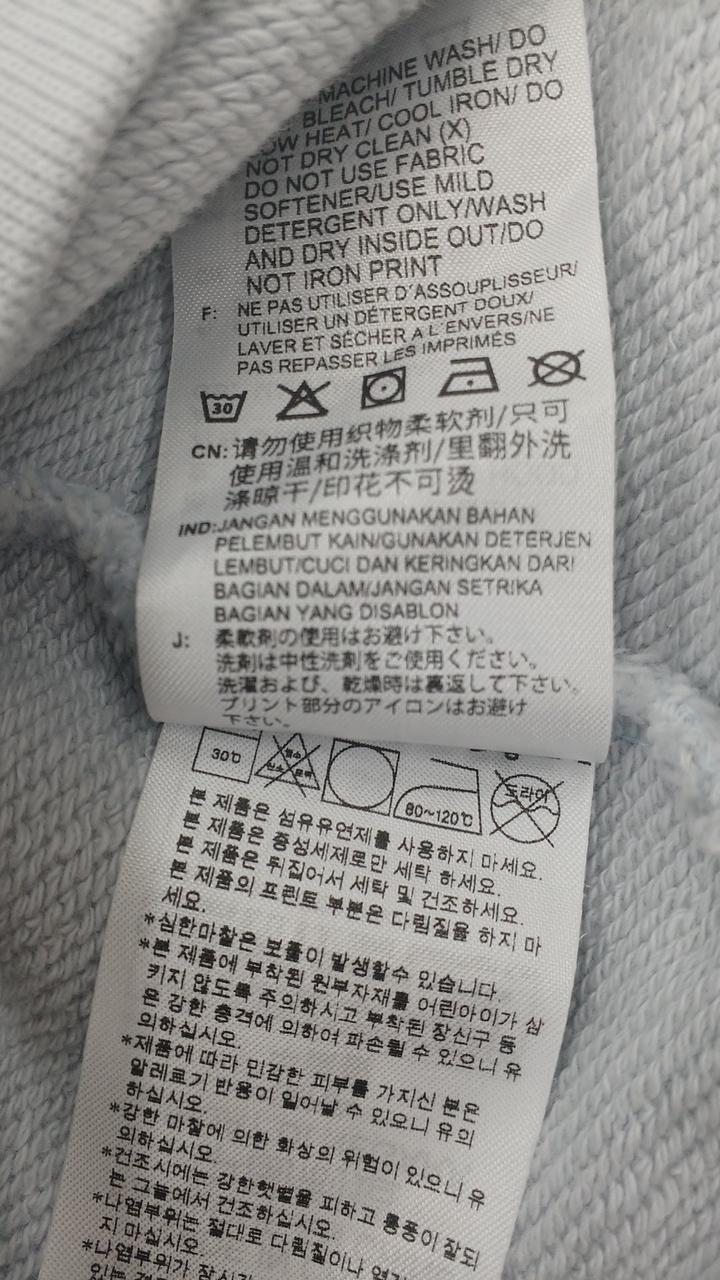 MACHINE WASH/ DO
BLEACH/ TUMBLE DRY
OW HEAT/ COOL IRON/ DO
NOT DRY CLEAN (X)
DO NOT USE FABRIC
SOFTENER/USE MILD
DETERGENT ONLY/WASH
AND DRY INSIDE OUT/DO
NOT IRON PRINT
F: NE PAS UTILISER D'ASSOUPLISSEUR/
UTILISER UN DÉTERGENT DOUX/
LAVER ET SÉCHER A L'ENVERS/NE
PAS REPASSER LES IMPRIMÉS
30
CN: 请勿使用织物柔软剂/只可
使用温和洗涤剂/里翻外洗
涤晾干/印花不可烫
IND: JANGAN MENGGUNAKAN BAHAN
PELEMBUT KAIN/GUNAKAN DETERJEN
LEMBUT/CUCI DAN KERINGKAN DARI
BAGIAN DALAM/JANGAN SETRIKA
BAGIAN YANG DISABLON
J: 柔軟剤の使用はお避け下さい。
洗剤は中性洗剤をご使用ください。
洗濯および、乾燥時は裏返して下さい。
プリント部分のアイロンはお避け
下さい。
30℃ 염소 산소 표백 80~120℃ 드라이
본 제품은 섬유유연제를 사용하지 마세요.
본 제품은 중성세제로만 세탁 하세요.
본 제품은 뒤집어서 세탁 및 건조하세요.
본 제품의 프린트 부분은 다림질을 하지 마
세요.
*심한마찰은 보풀이 발생할수 있습니다.
*본 제품에 부착된 원부자재를 어린아이가 삼
키지 않도록 주의하시고 부착된 장신구 등
은 강한 충격에 의하여 파손될 수 있으니 유
의하십시오.
*제품에 따라 민감한 피부를 가지신 분은
알레르기 반응이 일어날 수 있으니 유의
하십시오.
*강한 마찰에 의한 화상의 위험이 있으니 유
의하십시오.
*건조시에는 강한햇볕을 피하고 통풍이 잘되
는 그늘에서 건조하십시오.
*나염부위는 절대로 다림질이나
지 마십시오.
*나염부위가